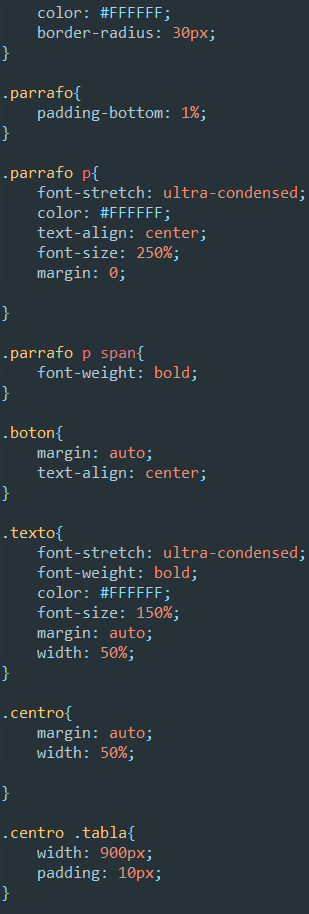 color: #FFFFFF;
    border-radius: 30px;
}

.parrafo{
    padding-bottom: 1%;
}

.parrafo p{
    font-stretch: ultra-condensed;
    color: #FFFFFF;
    text-align: center;
    font-size: 250%;
    margin: 0;

}

.parrafo p span{
    font-weight: bold;
}

.boton{
    margin: auto;
    text-align: center;
}

.texto{
    font-stretch: ultra-condensed;
    font-weight: bold;
    color: #FFFFFF;
    font-size: 150%;
    margin: auto;
    width: 50%;
}

.centro{
    margin: auto;
    width: 50%;

}

.centro .tabla{
    width: 900px;
    padding: 10px;
}